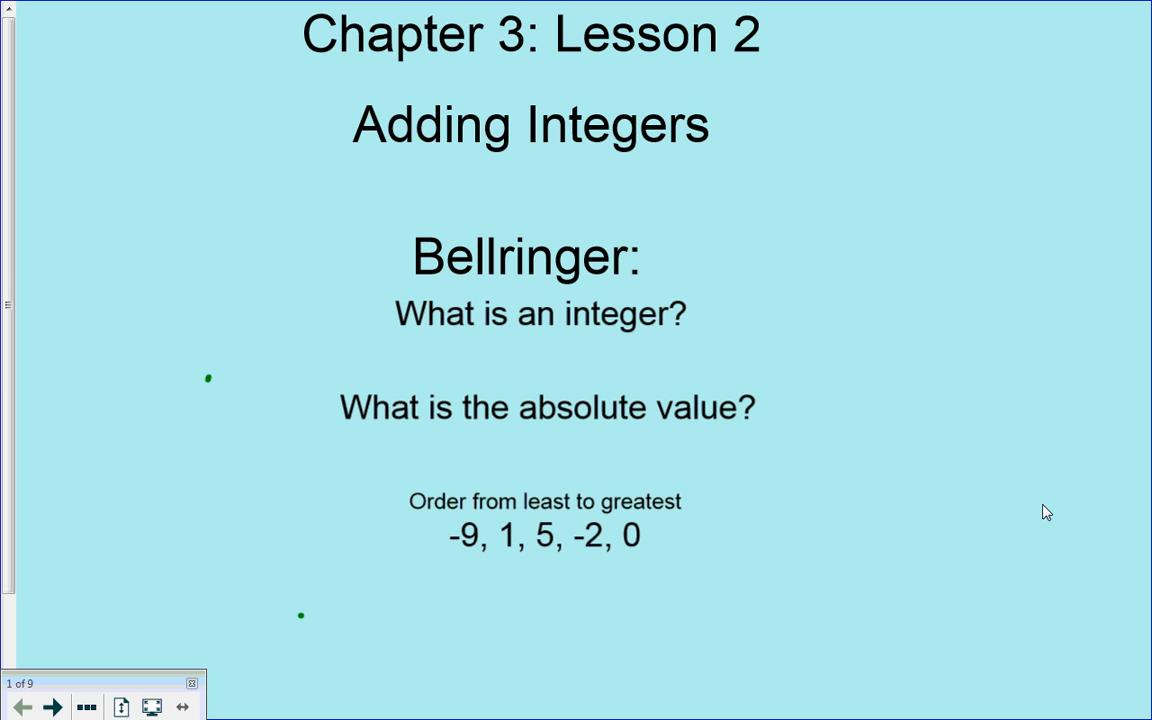 Chapter 3: Lesson 2
Adding Integers
Bellringer:
What is an integer?
What is the absolute value?
Order from least to greatest
-9, 1, 5, -2, 0
1 of 9